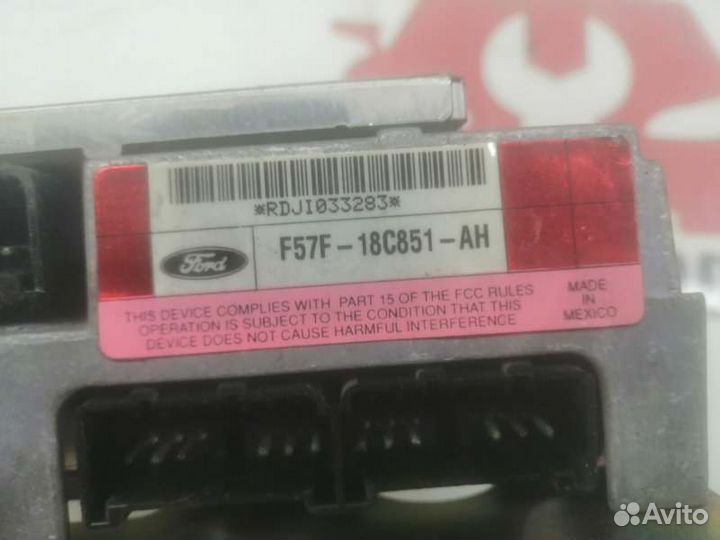 *RDJI033283*
Ford
F57F-18C851-AH
THIS DEVICE COMPLIES WITH PART 15 OF THE FCC RULES
OPERATION IS SUBJECT TO THE CONDITION THAT THIS
DEVICE DOES NOT CAUSE HARMFUL INTERFERENCE
MADE
IN
MEXICO
Avito